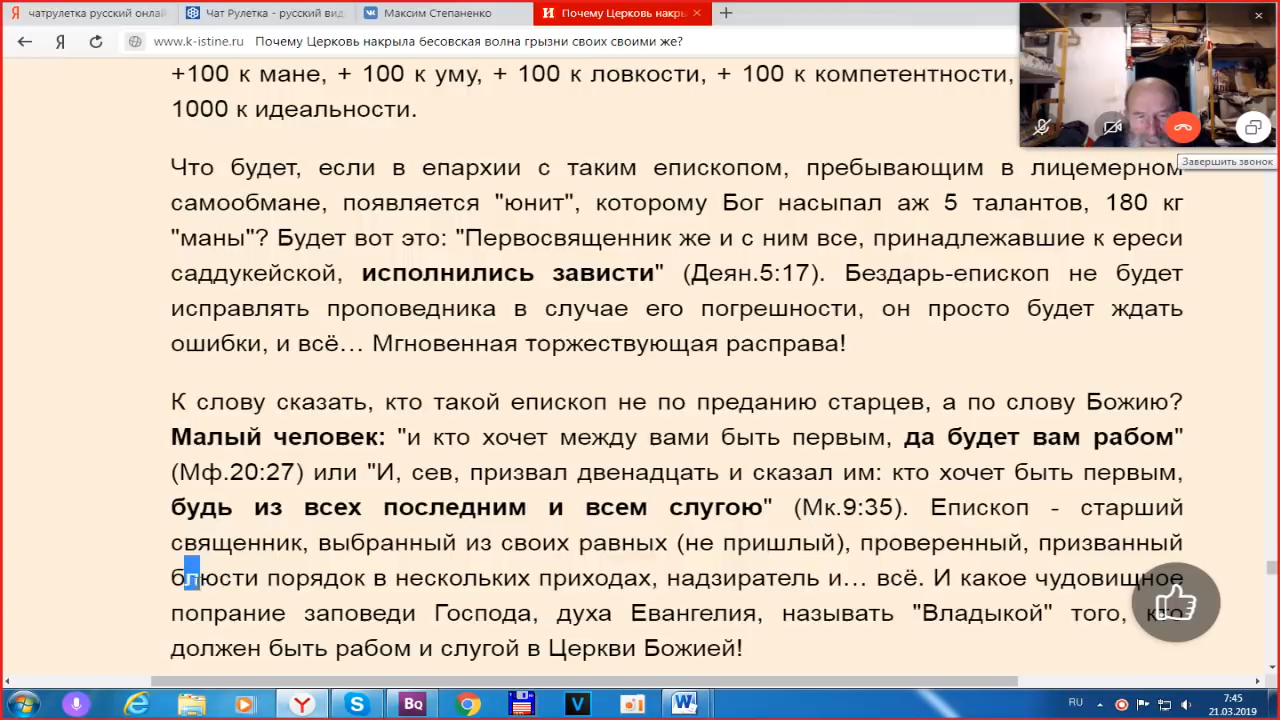 чатрулетка русский онлай
Чат Рулетка - русский вид
Максим Степаненко
Почему Церковь накры
www.k-istine.ru Почему Церковь накрыла бесовская волна грызни своих своими же?
+100 к мане, + 100 к уму, + 100 к ловкости, + 100 к компетентности,
1000 к идеальности.
Завершить звонок
Что будет, если в епархии с таким епископом, пребывающим в лицемерном
самообмане, появляется "юнит", которому Бог насыпал аж 5 талантов, 180 кг
"маны"? Будет вот это: "Первосвященник же и с ним все, принадлежавшие к ереси
саддукейской, исполнились зависти" (Деян.5:17). Бездарь-епископ не будет
исправлять проповедника в случае его погрешности, он просто будет ждать
ошибки, и всё… Мгновенная торжествующая расправа!
К слову сказать, кто такой епископ не по преданию старцев, а по слову Божию?
Малый человек: "и кто хочет между вами быть первым, да будет вам рабом"
(Мф.20:27) или "И, сев, призвал двенадцать и сказал им: кто хочет быть первым,
будь из всех последним и всем слугою" (Мк.9:35). Епископ - старший
священник, выбранный из своих равных (не пришлый), проверенный, призванный
блюсти порядок в нескольких приходах, надзиратель и… всё. И какое чудовищное
попрание заповеди Господа, духа Евангелия, называть "Владыкой" того, кто
должен быть рабом и слугой в Церкви Божией!
Bq
RU
7:45
21.03.2019